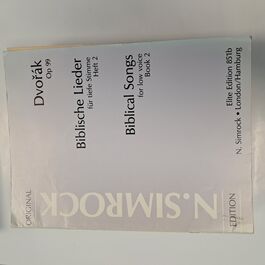 Dvořák
Op 99
Biblische Lieder
für tiefe Stimme
Heft 2
Biblical Songs
for low voice
Book 2
Elite Edition 851b
N. Simrock • London/Hamburg
ORIGINAL
N.SIMROCK
EDITION